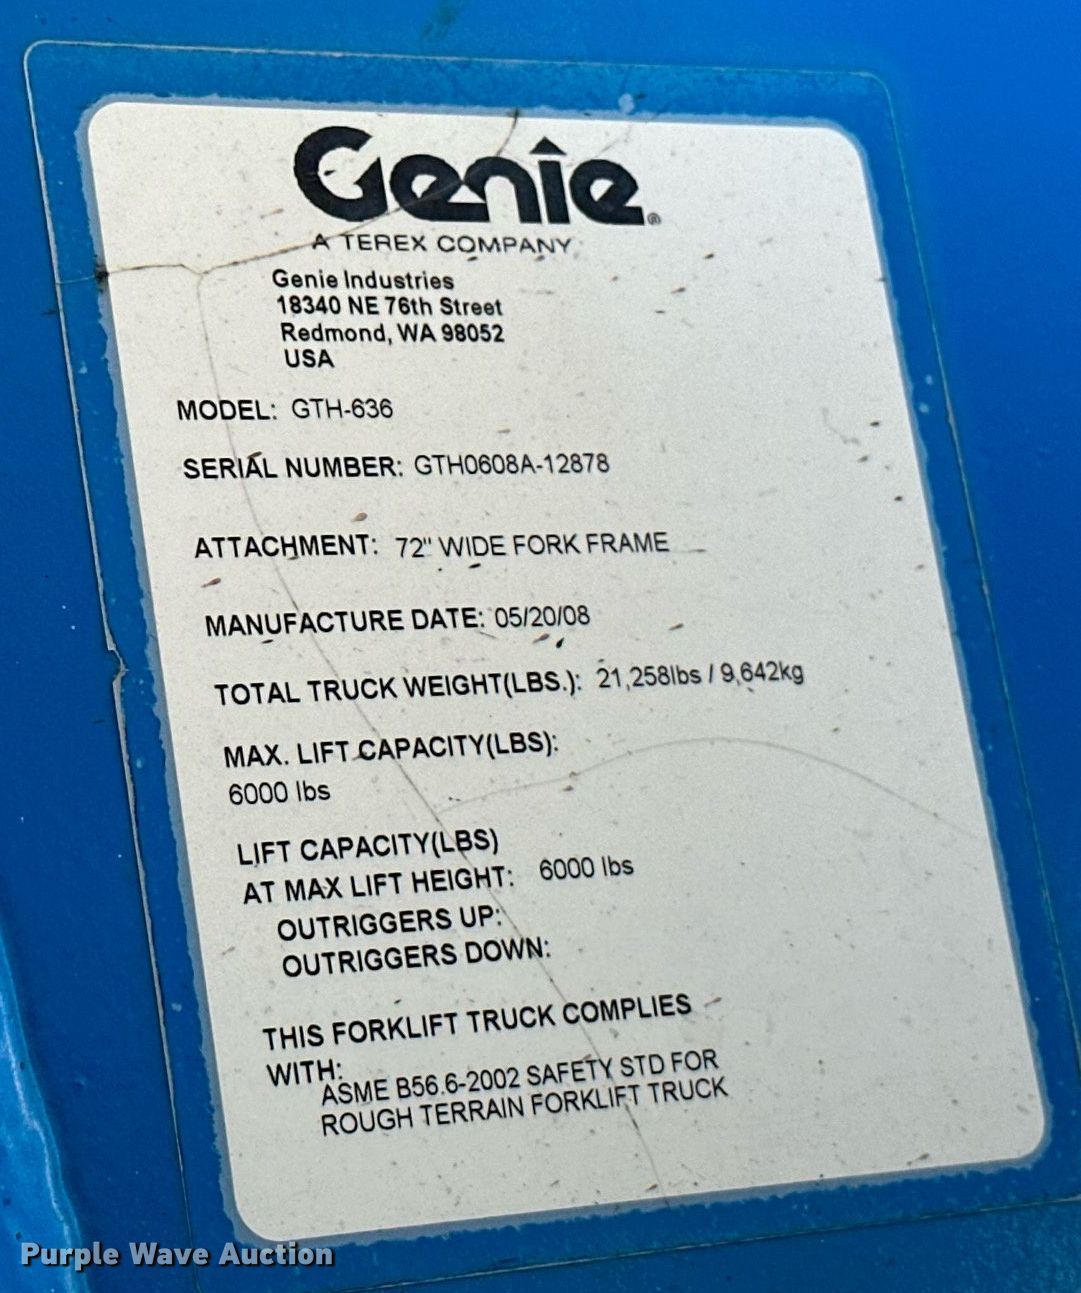 Genie®
A TEREX COMPANY
Genie Industries
18340 NE 76th Street
Redmond, WA 98052
USA
MODEL: GTH-636
SERIAL NUMBER: GTH0608A-12878
ATTACHMENT: 72" WIDE FORK FRAME
MANUFACTURE DATE: 05/20/08
TOTAL TRUCK WEIGHT(LBS.): 21,258lbs / 9,642kg
MAX. LIFT CAPACITY(LBS):
6000 lbs
LIFT CAPACITY(LBS)
AT MAX LIFT HEIGHT: 6000 lbs
OUTRIGGERS UP:
OUTRIGGERS DOWN:
THIS FORKLIFT TRUCK COMPLIES
WITH:
ASME B56.6-2002 SAFETY STD FOR
ROUGH TERRAIN FORKLIFT TRUCK
Purple Wave Auction